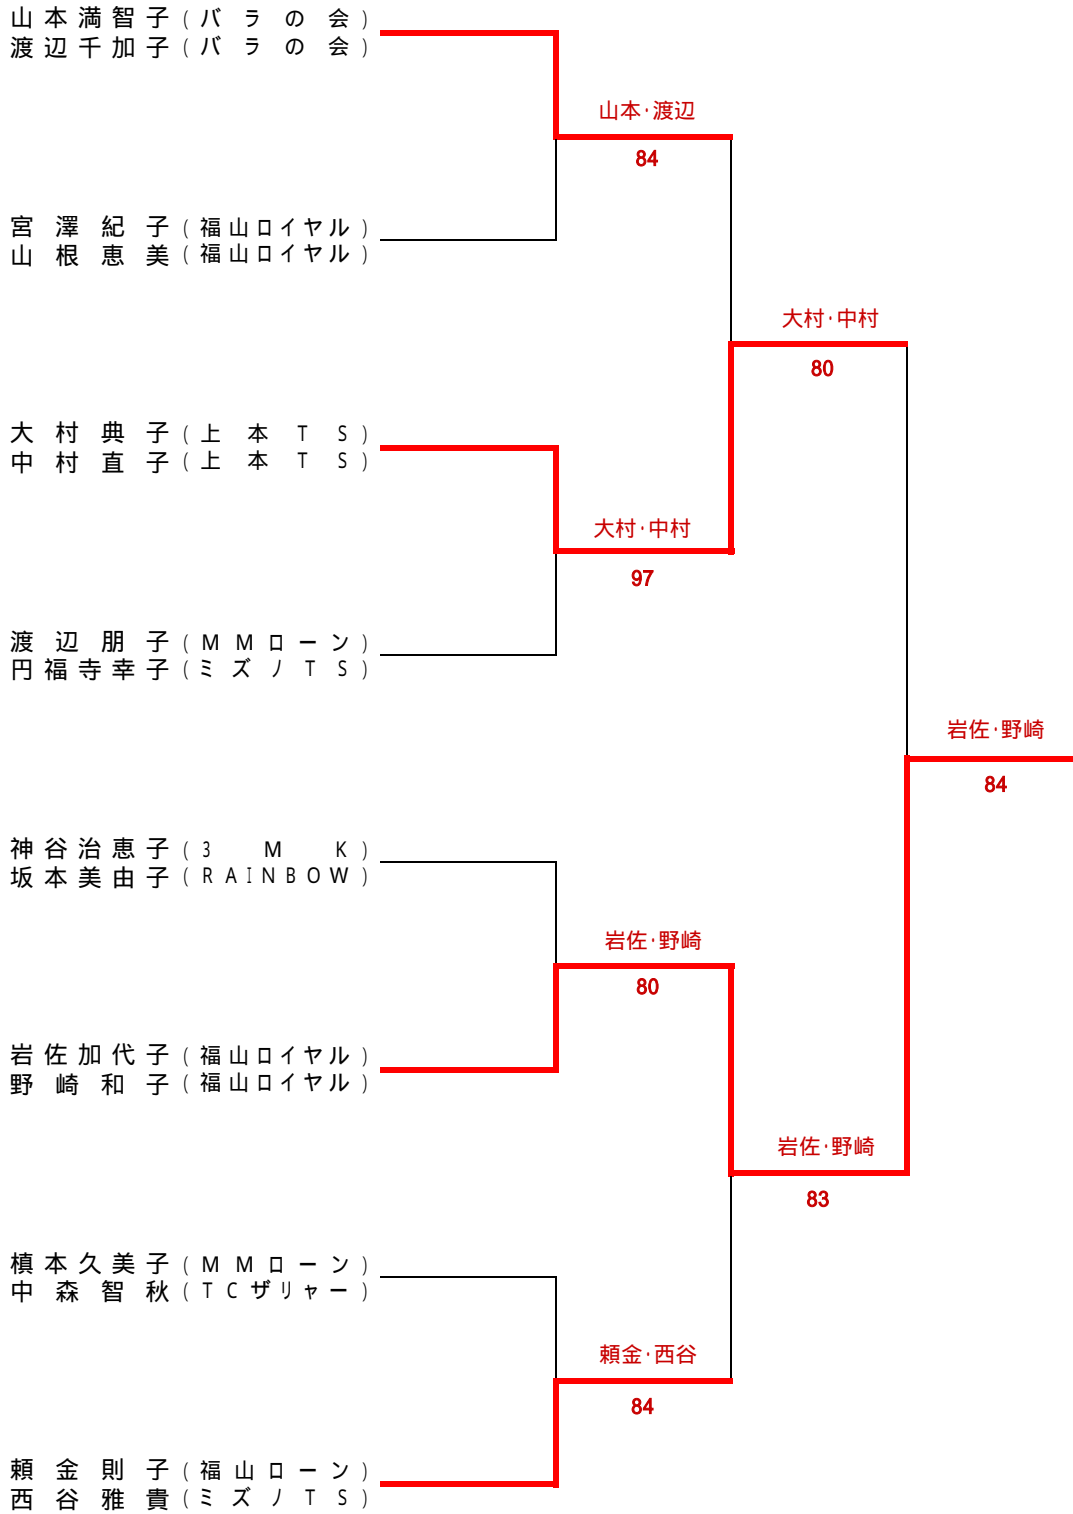 山本満智子(バラの会)
渡辺千加子(バラの会)
山本･渡辺
84
宮澤紀子(福山ロイヤル)
山根恵美(福山ロイヤル)
大村･中村
80
大村典子(上本TS)
中村直子(上本TS)
大村･中村
97
渡辺朋子(MMローン)
円福寺幸子(ミズノTS)
岩佐･野崎
84
神谷治恵子(3MK)
坂本美由子(RAINBOW)
岩佐･野崎
80
岩佐加代子(福山ロイヤル)
野崎和子(福山ロイヤル)
岩佐･野崎
83
槙本久美子(MMローン)
中森智秋(TCザリャー)
頼金･西谷
84
頼金則子(福山ローン)
西谷雅貴(ミズノTS)